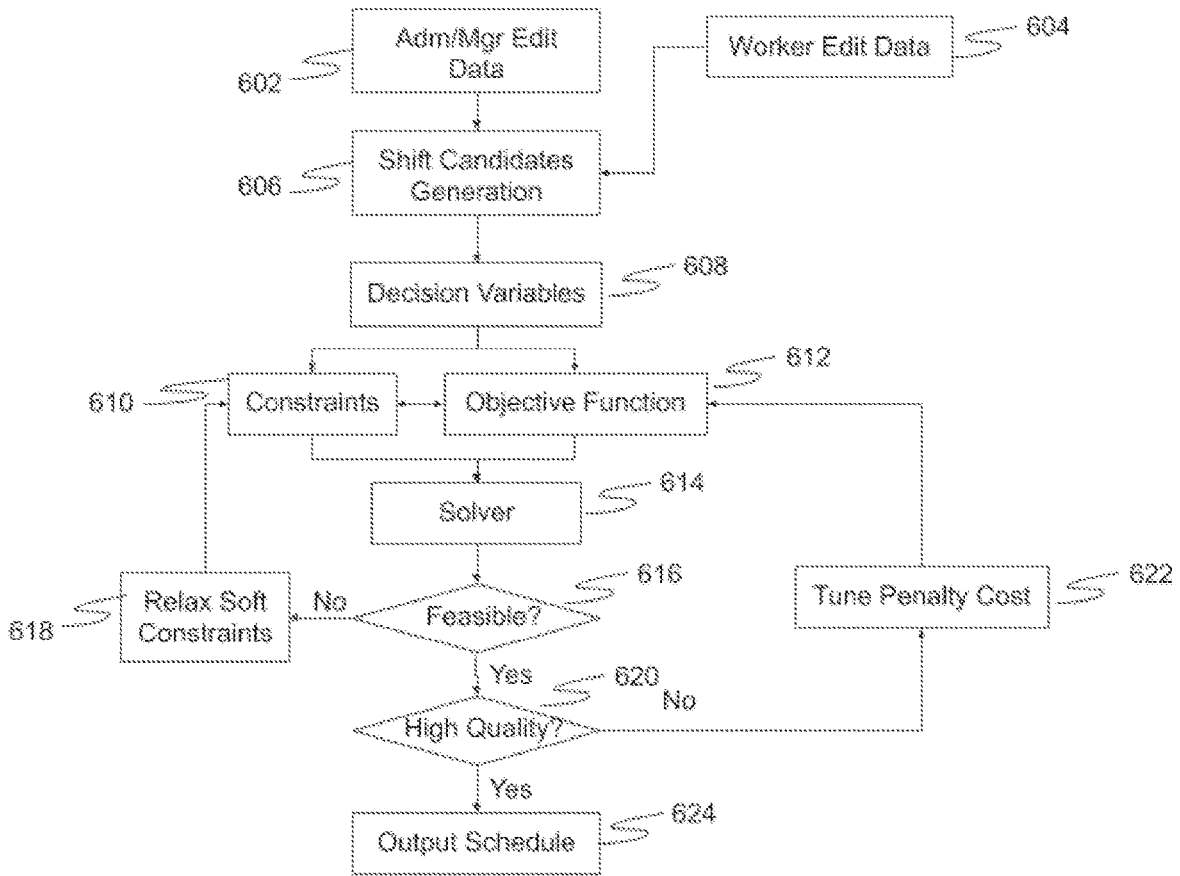 Adm/Mgr Edit
Data
602
Worker Edit Data
604
Shift Candidates
Generation
606
Decision Variables
608
Constraints
610
Objective Function
612
Solver
614
Feasible?
616
No
Relax Soft
Constraints
618
Yes
High Quality?
620
No
Tune Penalty Cost
622
Yes
Output Schedule
624